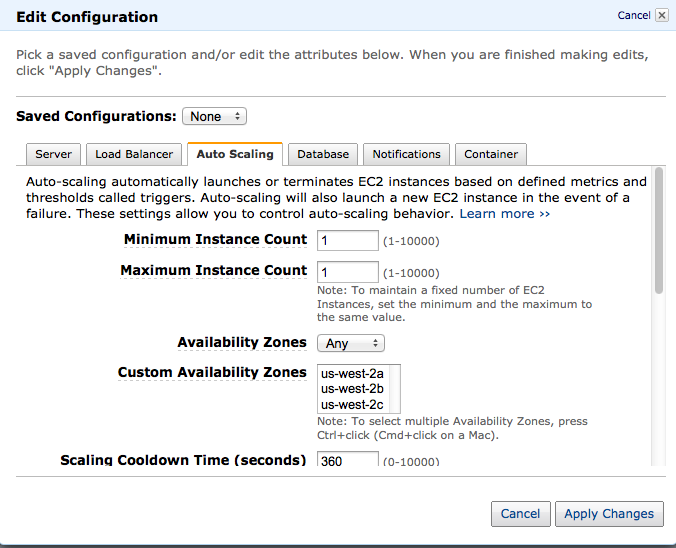 Edit Configuration
Cancel
Pick a saved configuration and/or edit the attributes below. When you are finished making edits,
click "Apply Changes".
Saved Configurations: None
Server Load Balancer Auto Scaling Database Notifications Container
Auto-scaling automatically launches or terminates EC2 instances based on defined metrics and
thresholds called triggers. Auto-scaling will also launch a new EC2 instance in the event of a
failure. These settings allow you to control auto-scaling behavior. Learn more ››
Minimum Instance Count 1 (1-10000)
Maximum Instance Count 1 (1-10000)
Note: To maintain a fixed number of EC2
Instances, set the minimum and the maximum to
the same value.
Availability Zones Any
Custom Availability Zones us-west-2a
us-west-2b
us-west-2c
Note: To select multiple Availability Zones, press
Ctrl+click (Cmd+click on a Mac).
Scaling Cooldown Time (seconds) 360 (0-10000)
Cancel Apply Changes